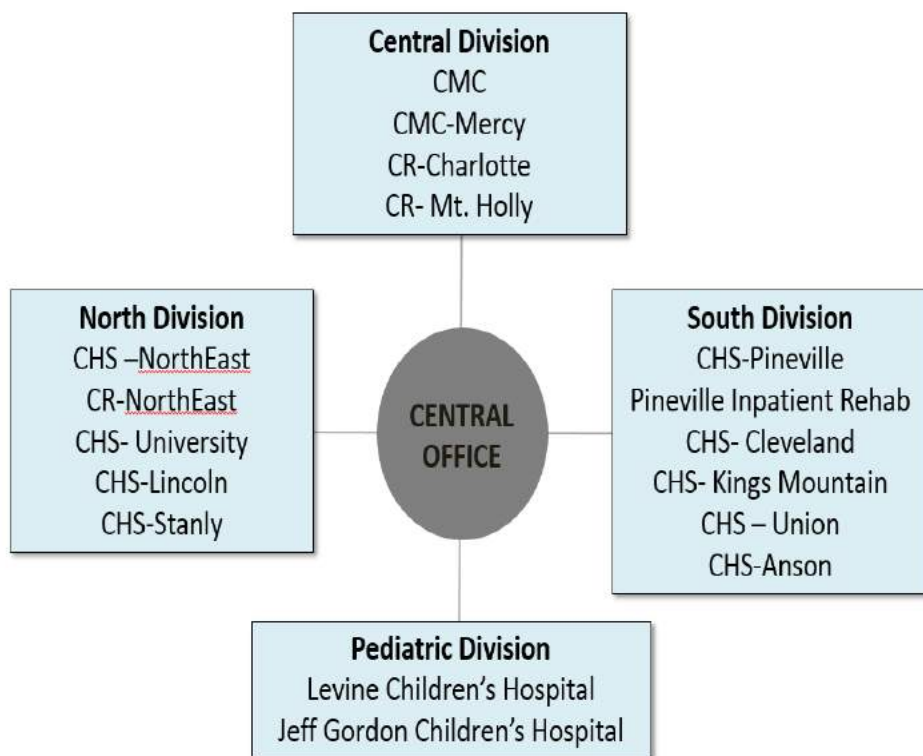 Central Division
CMC
CMC-Mercy
CR-Charlotte
CR- Mt. Holly
North Division
CHS –NorthEast
CR-NorthEast
CHS- University
CHS-Lincoln
CHS-Stanly
CENTRAL
OFFICE
South Division
CHS-Pineville
Pineville Inpatient Rehab
CHS- Cleveland
CHS- Kings Mountain
CHS – Union
CHS-Anson
Pediatric Division
Levine Children’s Hospital
Jeff Gordon Children’s Hospital